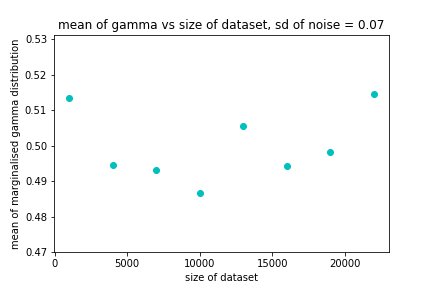 mean of gamma vs size of dataset, sd of noise = 0.07
mean of marginalised gamma distribution
0.53
0.52
0.51
0.50
0.49
0.48
0.47
0 5000 10000 15000 20000
size of dataset